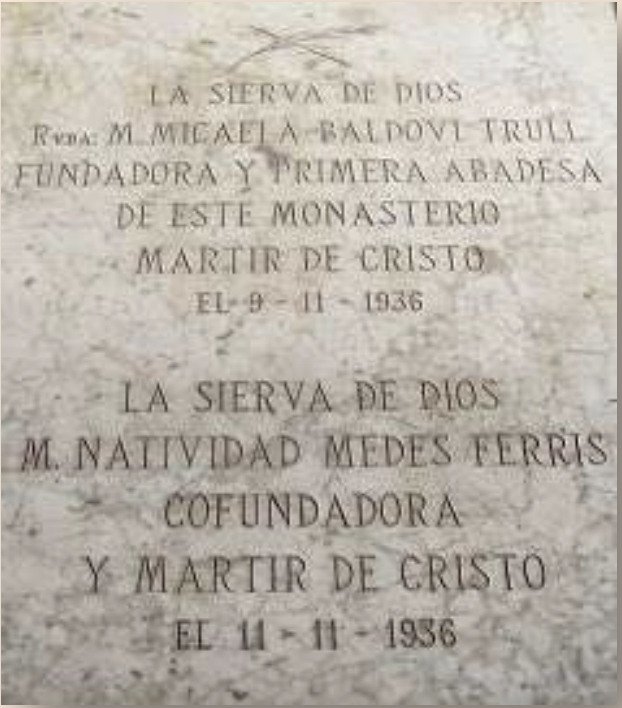 LA SIERVA DE DIOS
RVDA: M. MICAELA BALDOVI TRULL
FUNDADORA Y PRIMERA ABADESA
DE ESTE MONASTERIO
MARTIR DE CRISTO
EL 9 - 11 - 1936
LA SIERVA DE DIOS
M. NATIVIDAD MEDES FERRIS
COFUNDADORA
Y MARTIR DE CRISTO
EL 11 - 11 - 1936